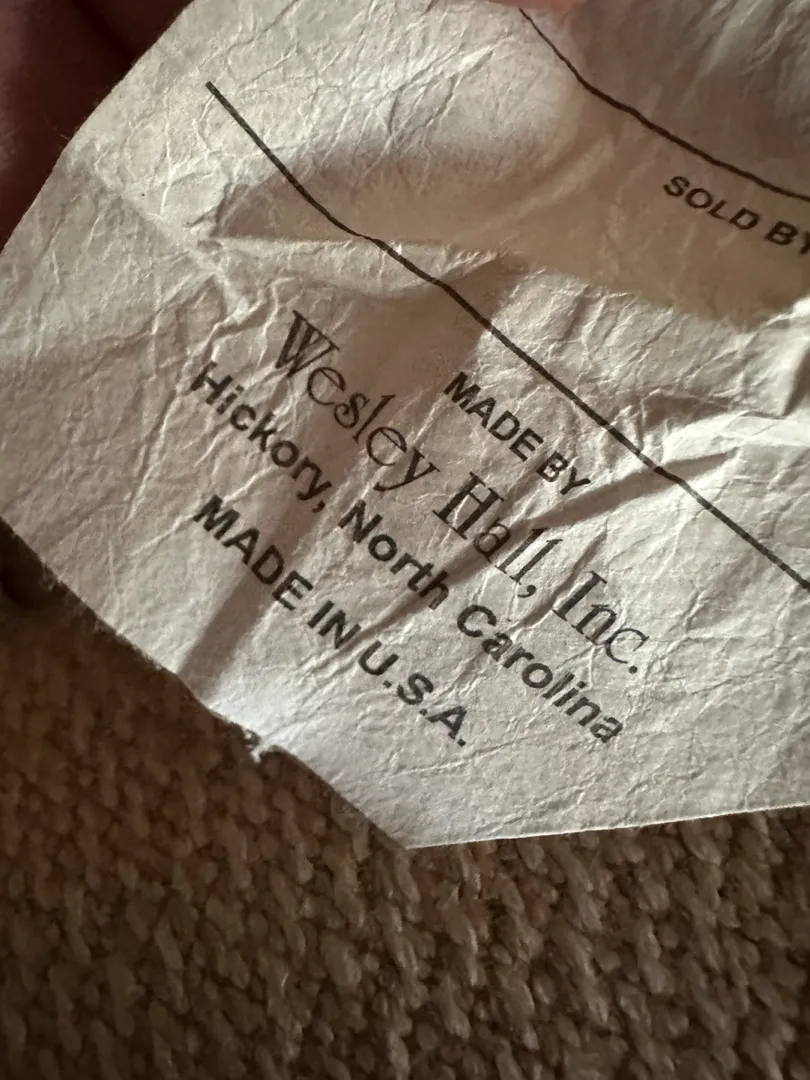 SOLD BY
MADE BY
Wesley Hall, Inc.
Hickory, North Carolina
MADE IN U.S.A.